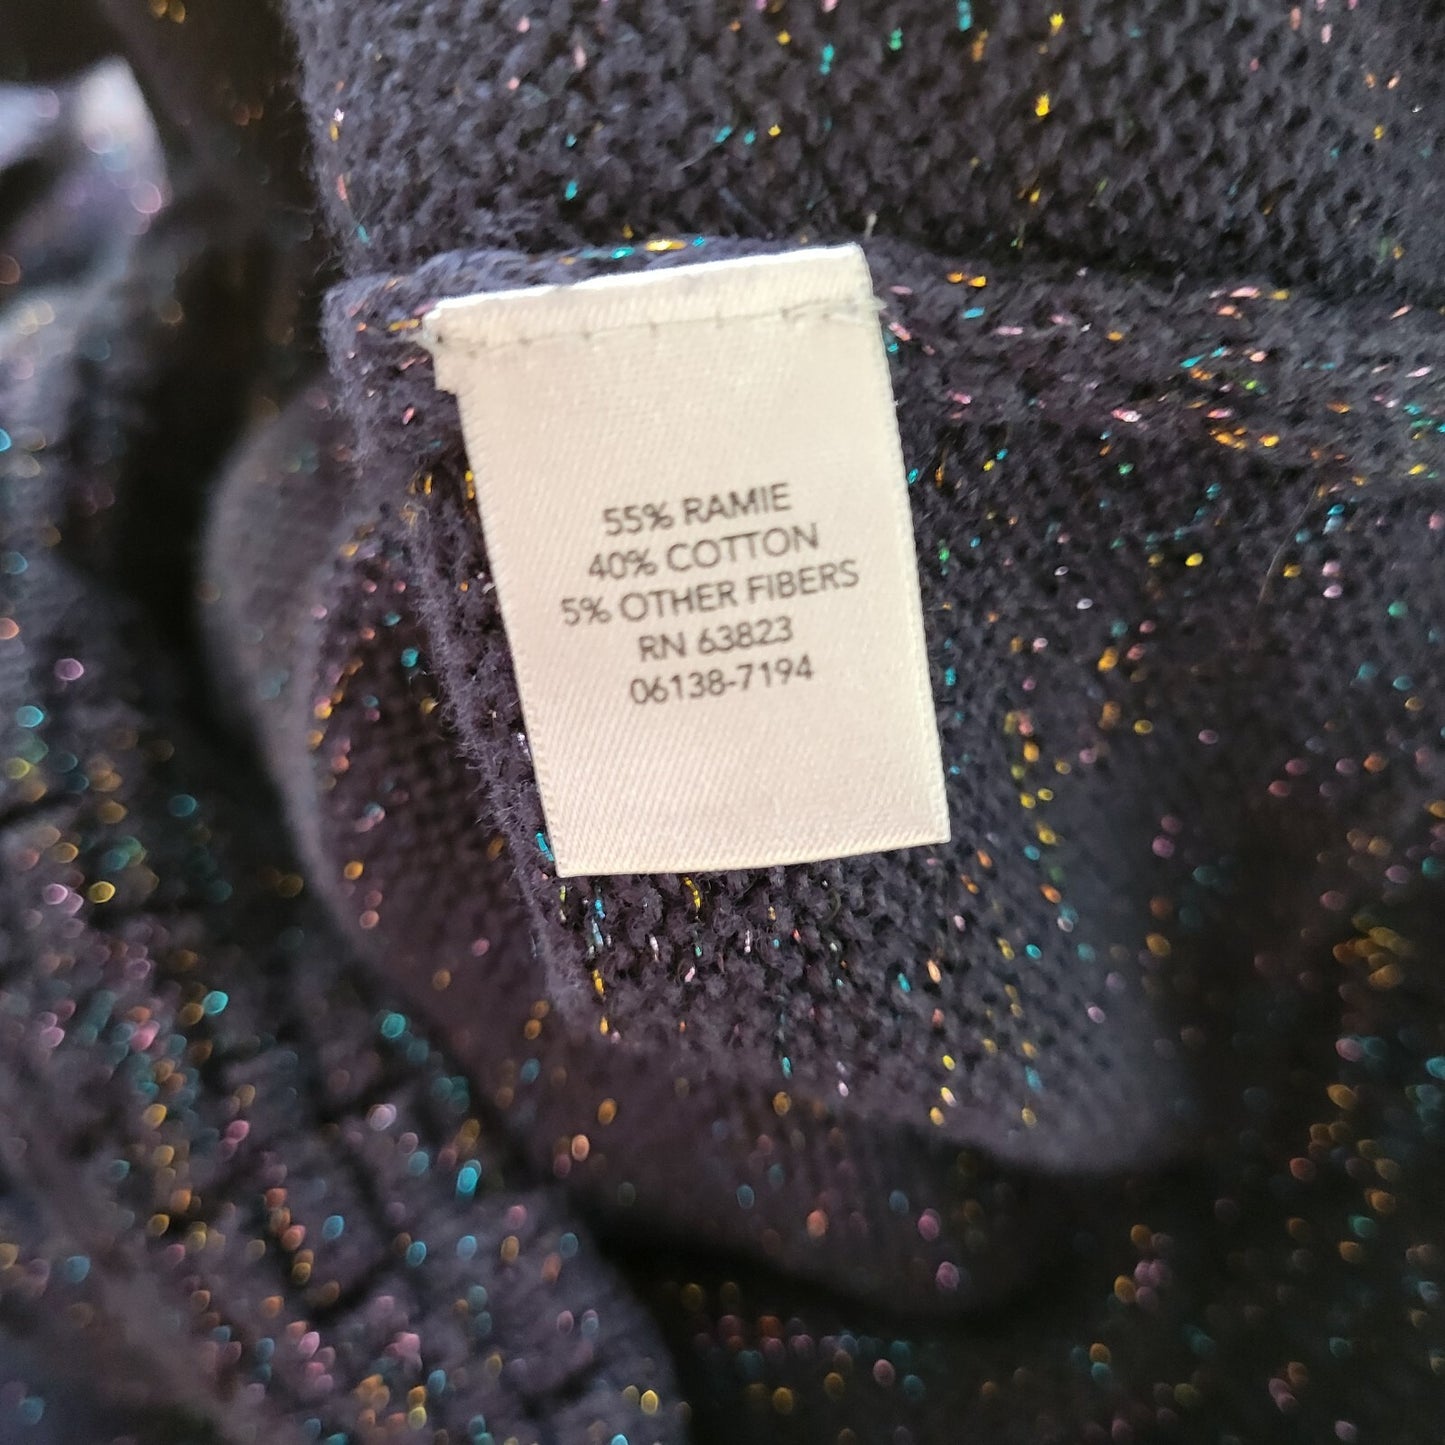 55% RAMIE
40% COTTON
5% OTHER FIBERS
RN 63823
06138-7194